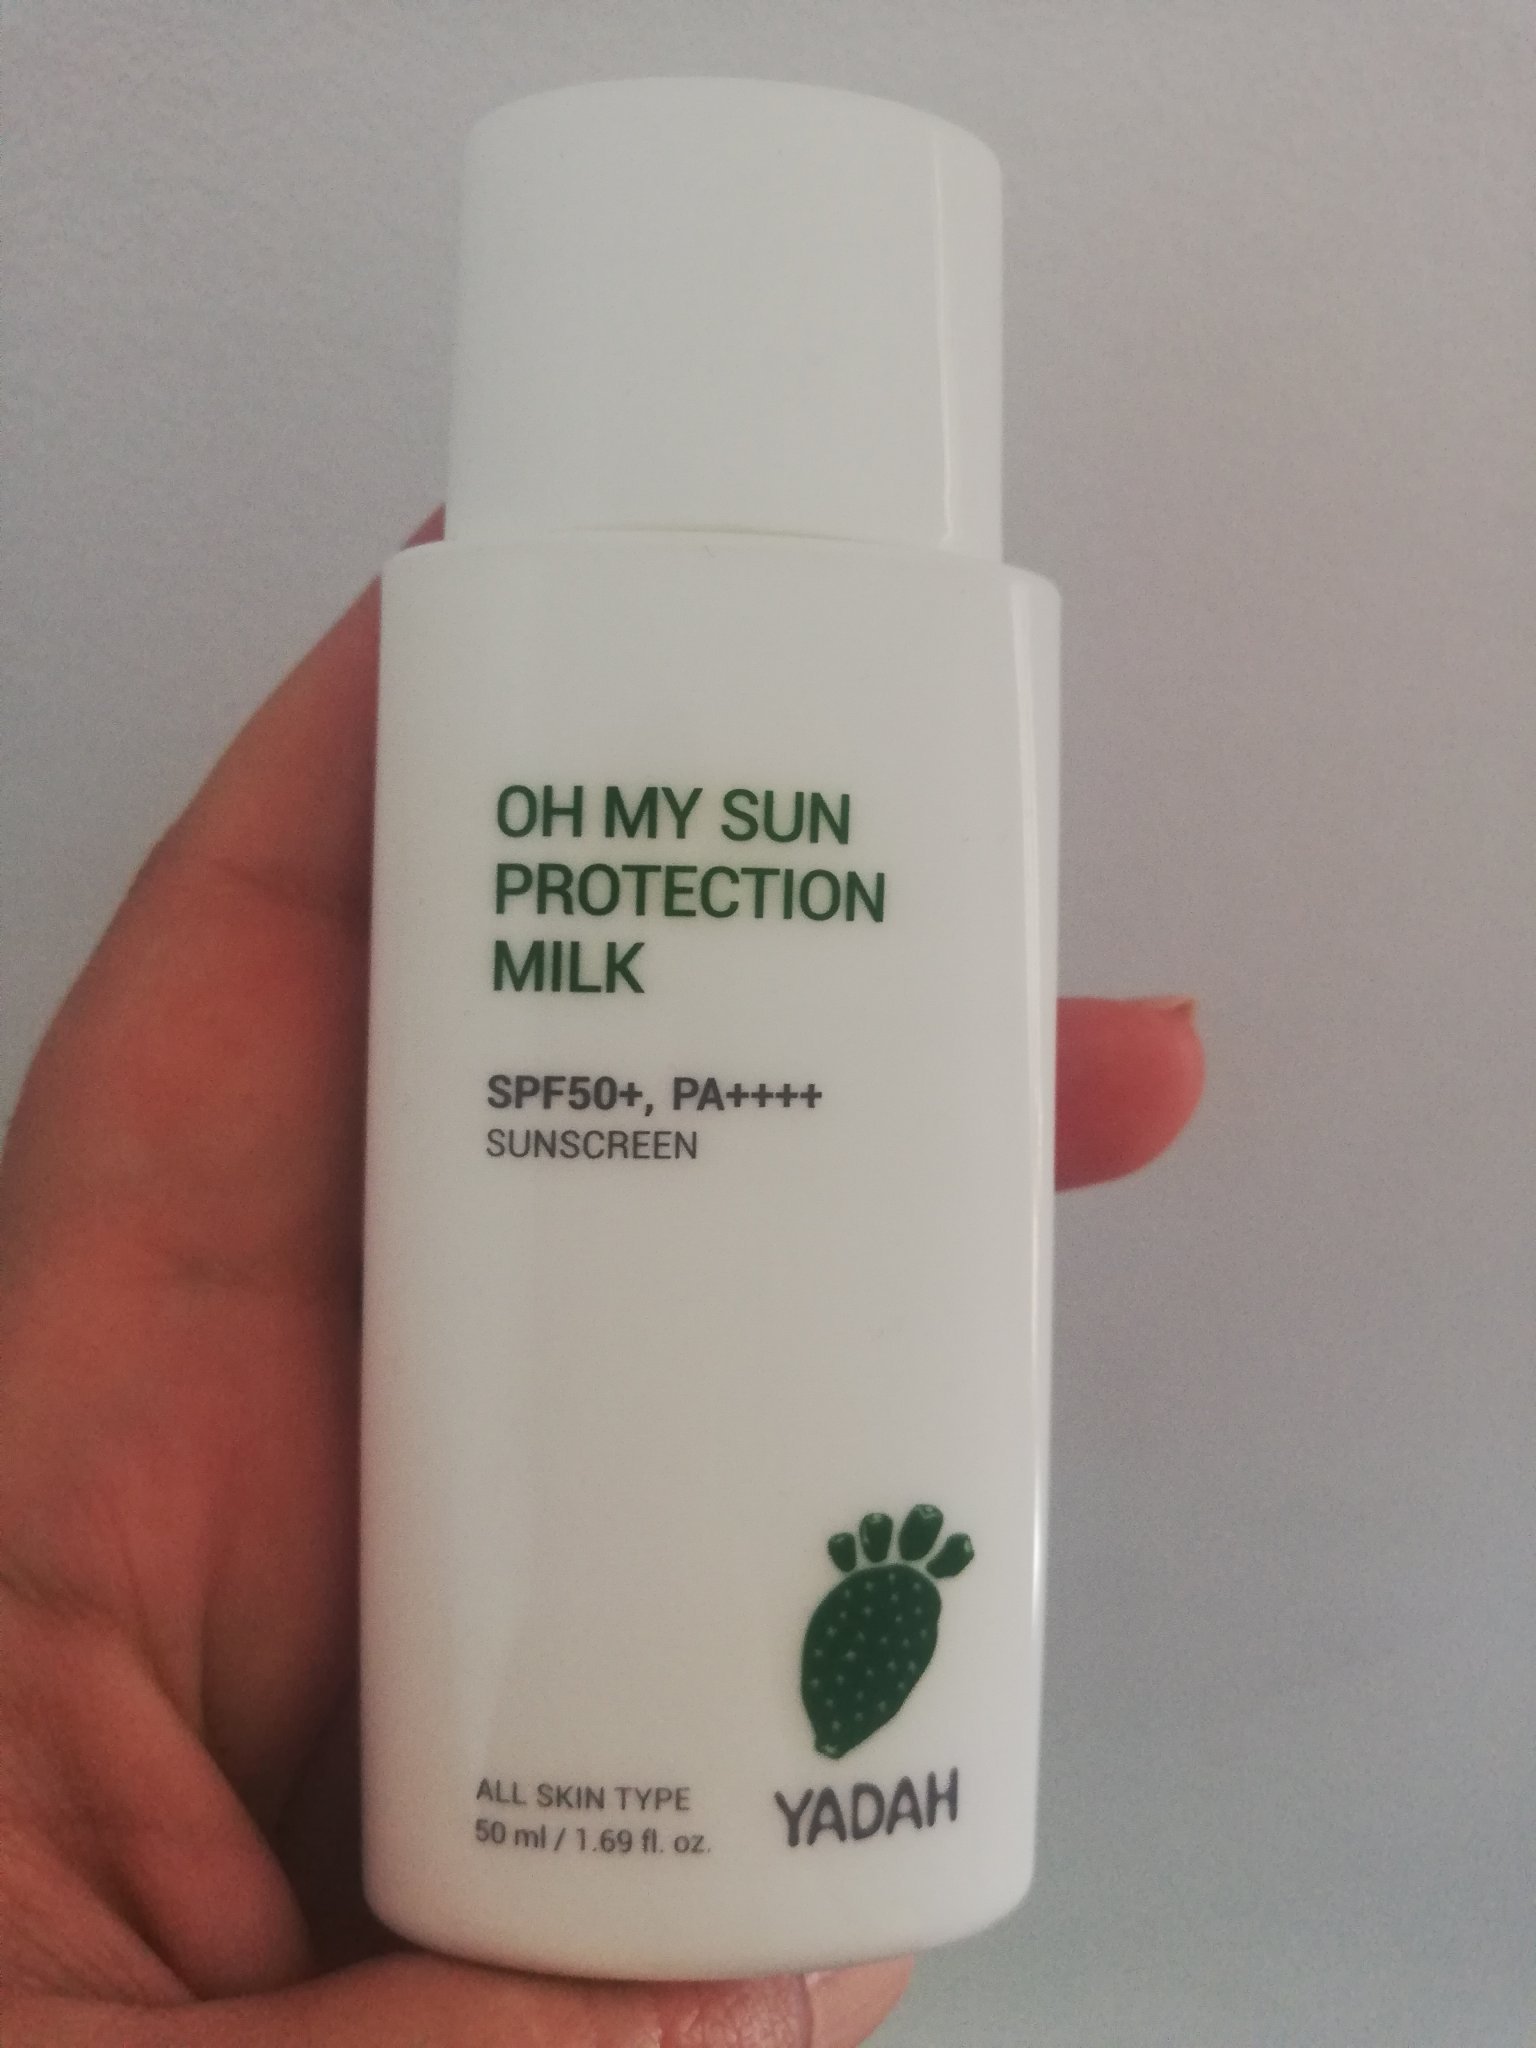 OH MY SUN
PROTECTION
MILK
SPF50+, PA++++
SUNSCREEN
ALL SKIN TYPE
50 ml / 1.69 fl. oz.
YADAH